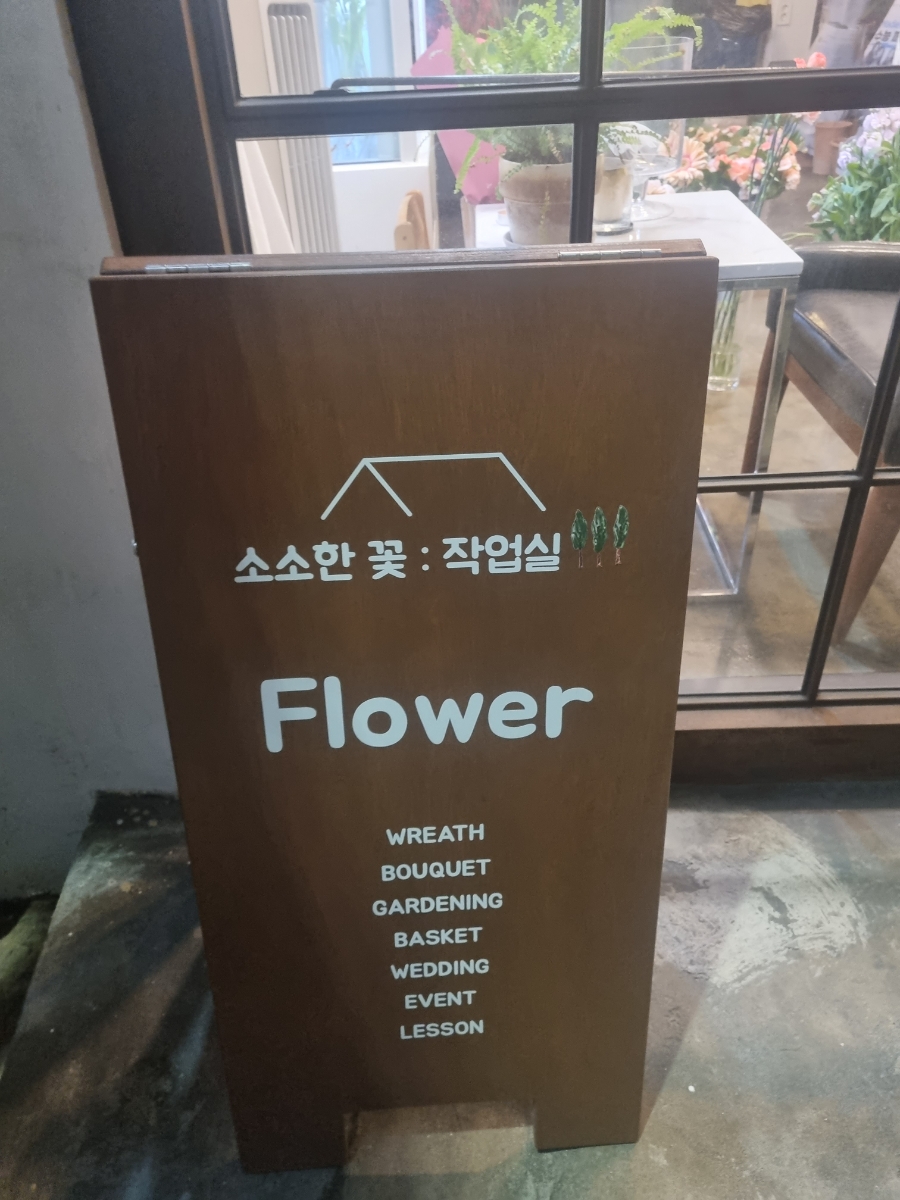 소소한 꽃 : 작업실
Flower
WREATH
BOUQUET
GARDENING
BASKET
WEDDING
EVENT
LESSON